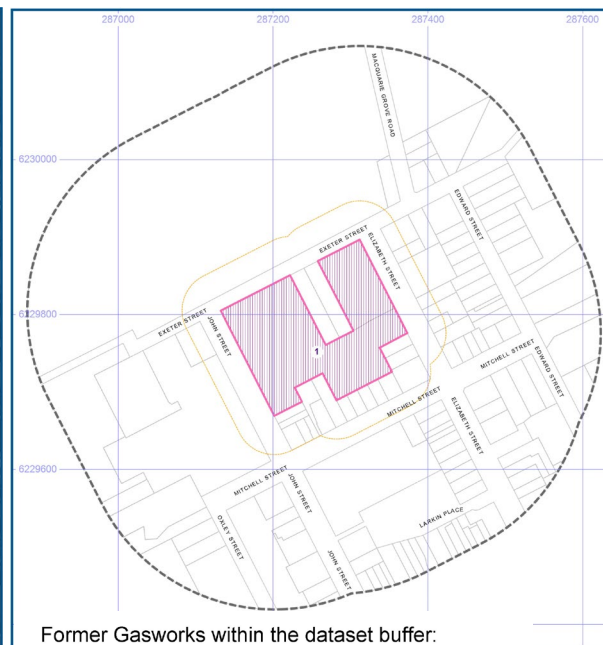 287000
287200
287400
287600
MACQUARIE GROVE ROAD
6230000
EDWARD STREET
EXETER STREET
ELIZABETH STREET
6229800
EXETER STREET
JOHN STREET
1
MITCHELL STREET
EDWARD STREET
MITCHELL STREET
ELIZABETH STREET
6229600
MITCHELL STREET
JOHN STREET
OXLEY STREET
LARKIN PLACE
JOHN STREET
Former Gasworks within the dataset buffer: